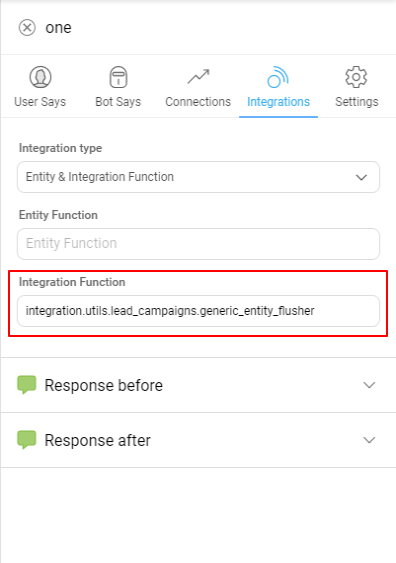 one
User Says
Bot Says
Connections
Integrations
Settings
Integration type
Entity & Integration Function
Entity Function
Entity Function
Integration Function
integration.utils.lead_campaigns.generic_entity_flusher
Response before
Response after